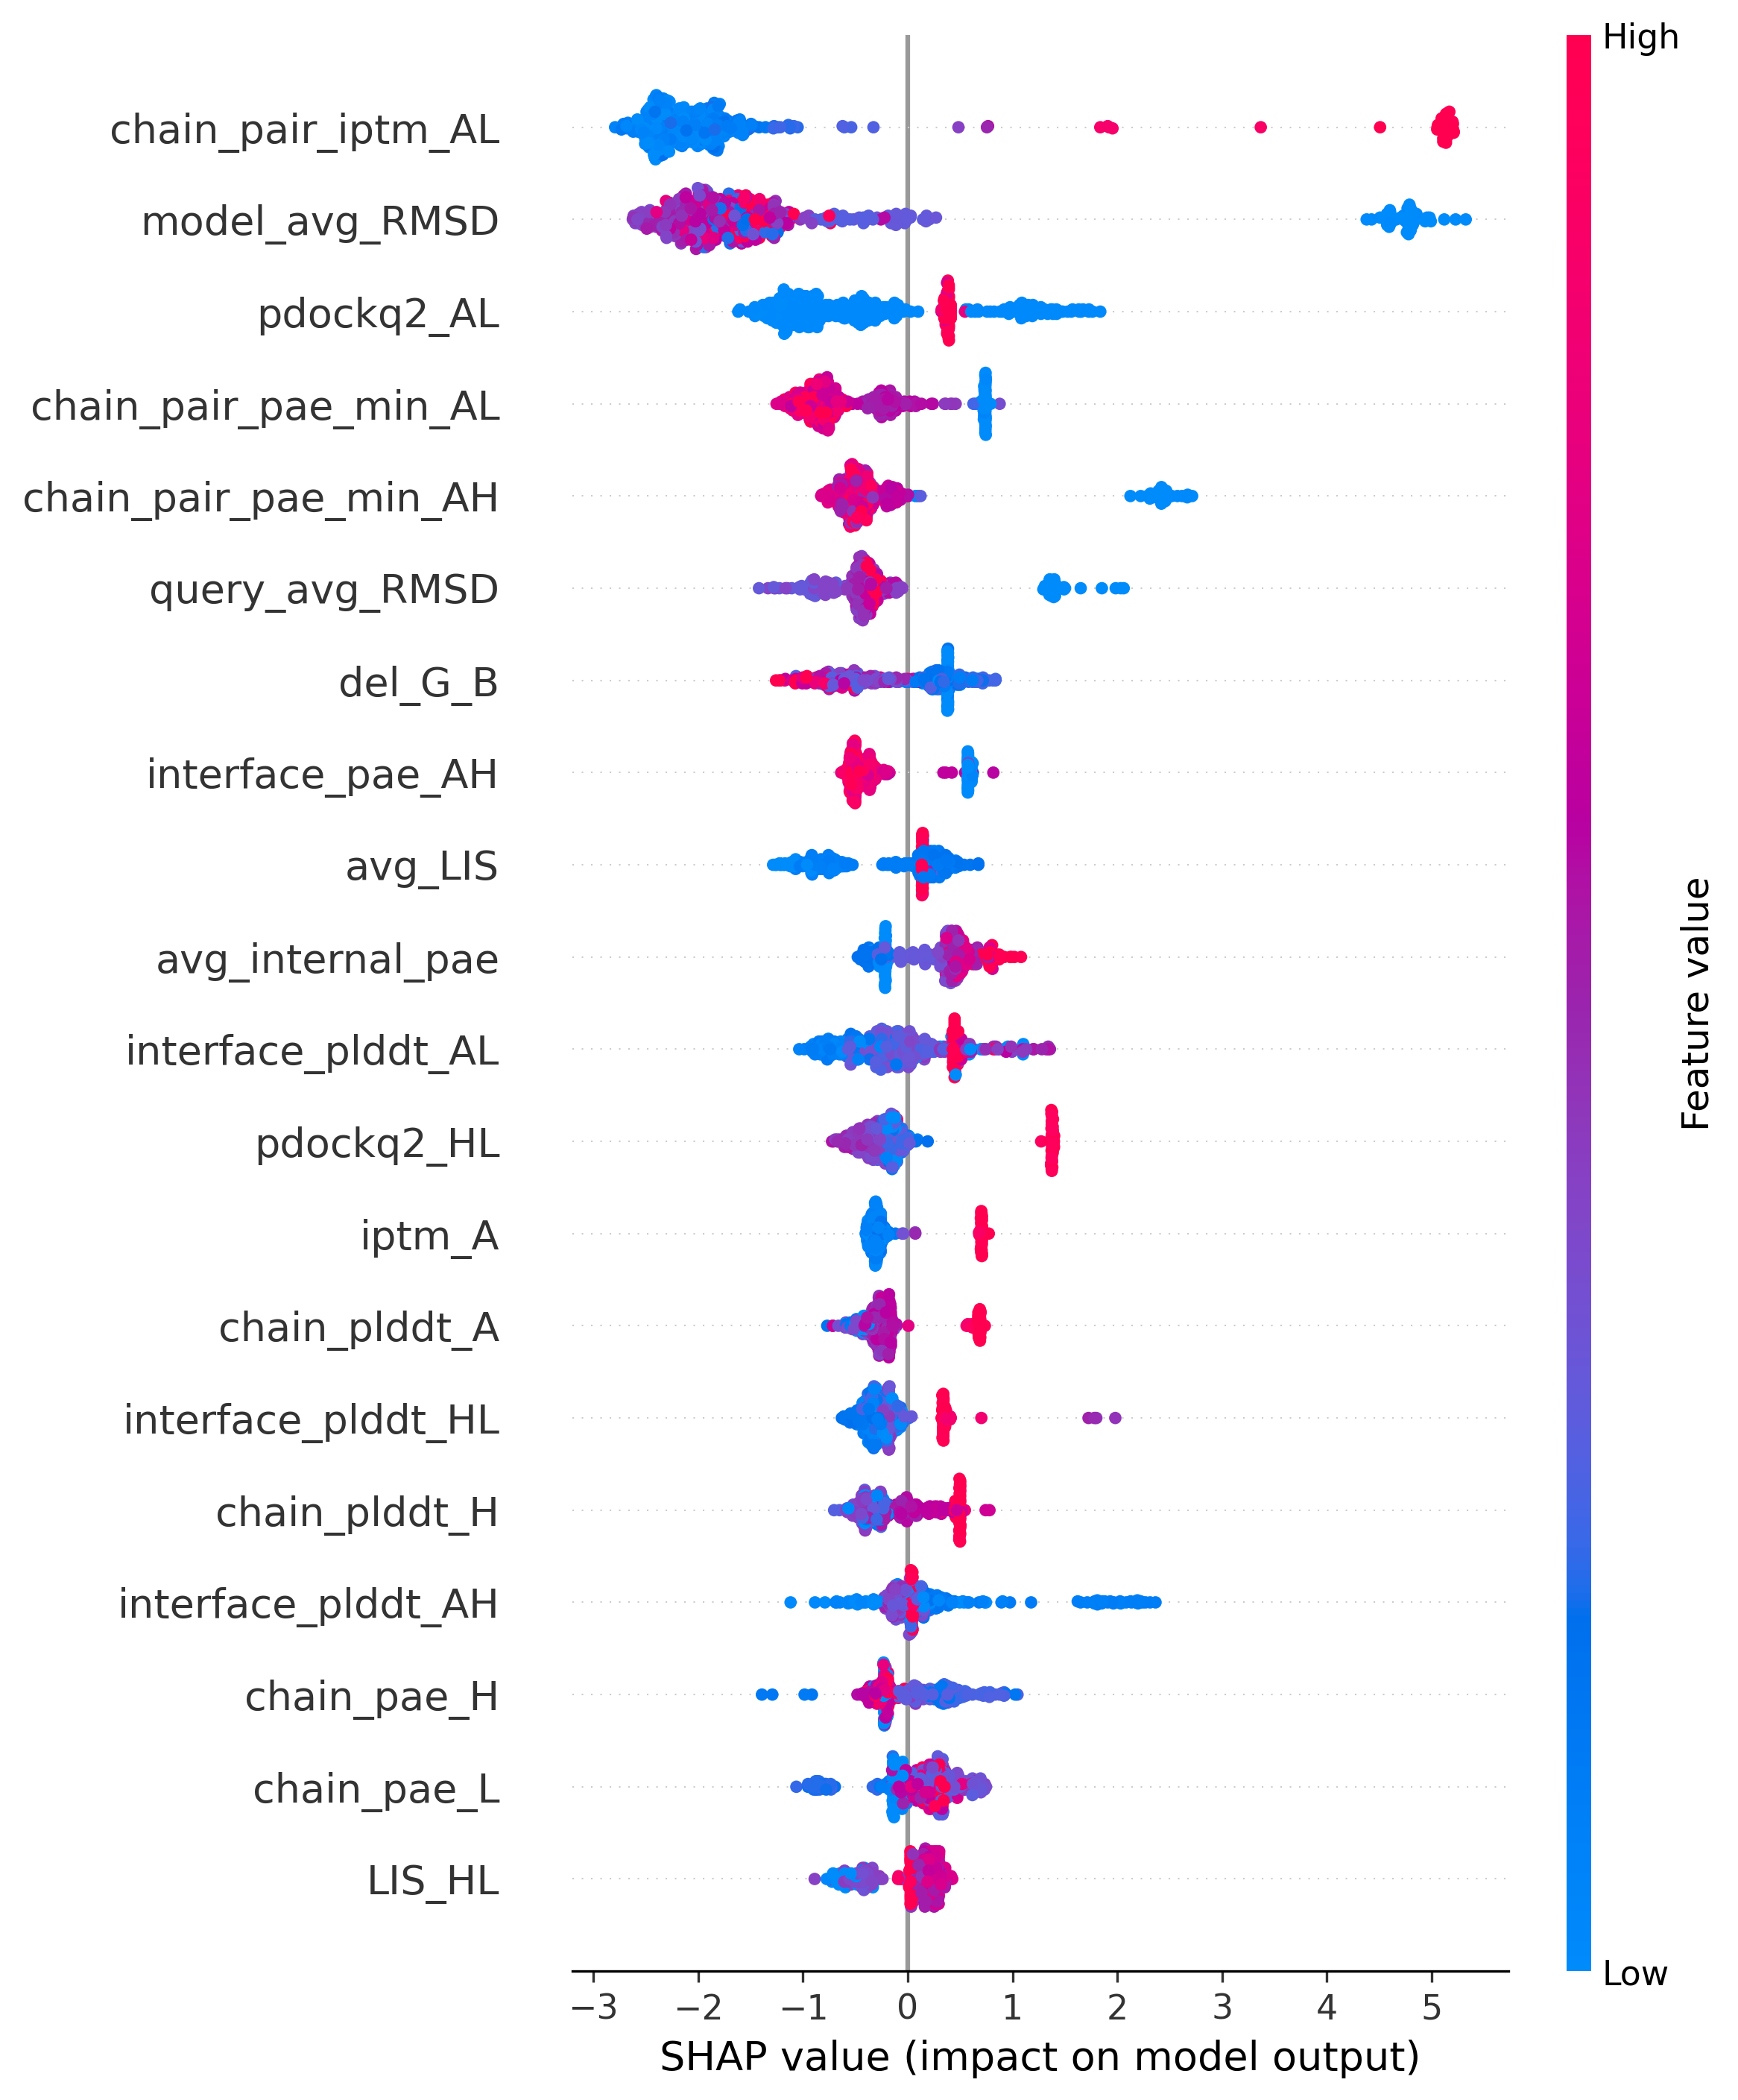 High
chain_pair_iptm_AL
model_avg_RMSD
pdockq2_AL
chain_pair_pae_min_AL
chain_pair_pae_min_AH
query_avg_RMSD
del_G_B
interface_pae_AH
avg_LIS
avg_internal_pae
interface_plddt_AL
pdockq2_HL
iptm_A
chain_plddt_A
interface_plddt_HL
chain_plddt_H
interface_plddt_AH
chain_pae_H
chain_pae_L
LIS_HL
Feature value
Low
−3 −2 −1 0 1 2 3 4 5
SHAP value (impact on model output)